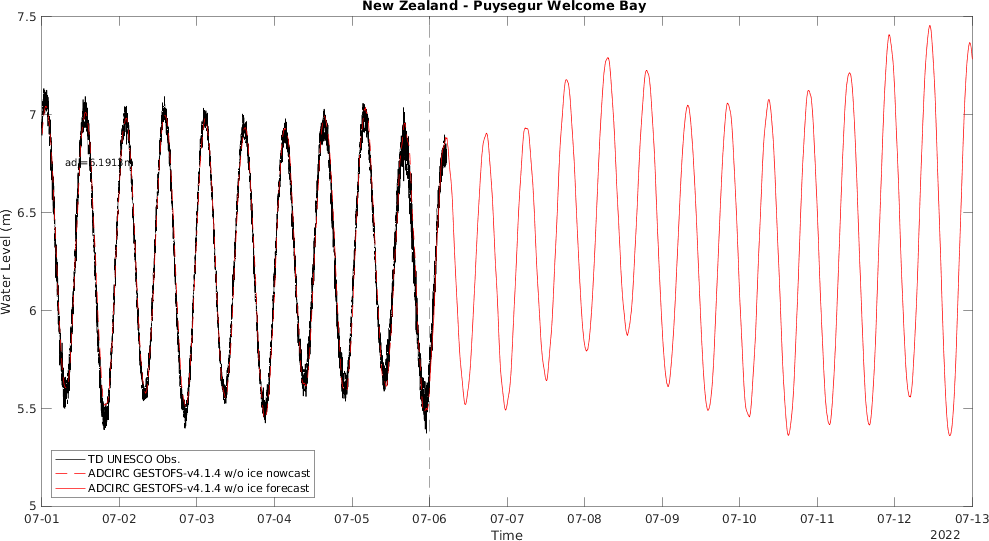 New Zealand - Puysegur Welcome Bay
7.5
7
6.5
6
5.5
5
Water Level (m)
adj=6.1911m
TD UNESCO Obs.
ADCIRC GESTOFS-v4.1.4 w/o ice nowcast
ADCIRC GESTOFS-v4.1.4 w/o ice forecast
07-01 07-02 07-03 07-04 07-05 07-06 07-07 07-08 07-09 07-10 07-11 07-12 07-13
Time
2022